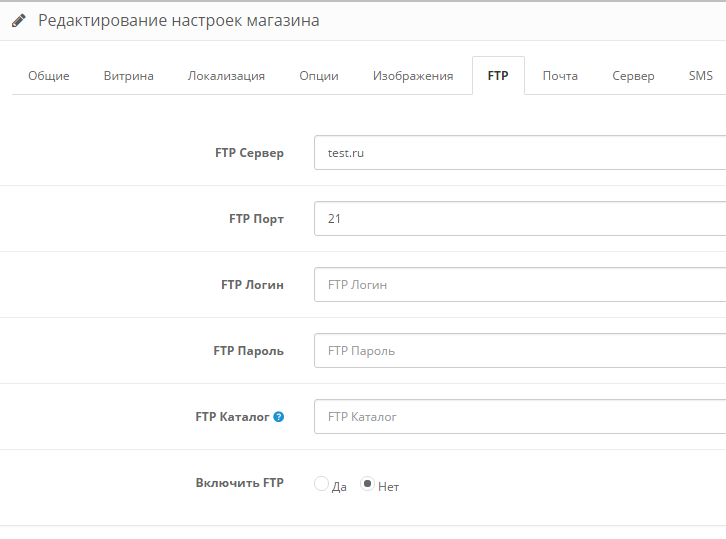 Редактирование настроек магазина
Общие Витрина Локализация Опции Изображения FTP Почта Сервер SMS
FTP Сервер test.ru
FTP Порт 21
FTP Логин FTP Логин
FTP Пароль FTP Пароль
FTP Каталог ? FTP Каталог
Включить FTP Да Нет